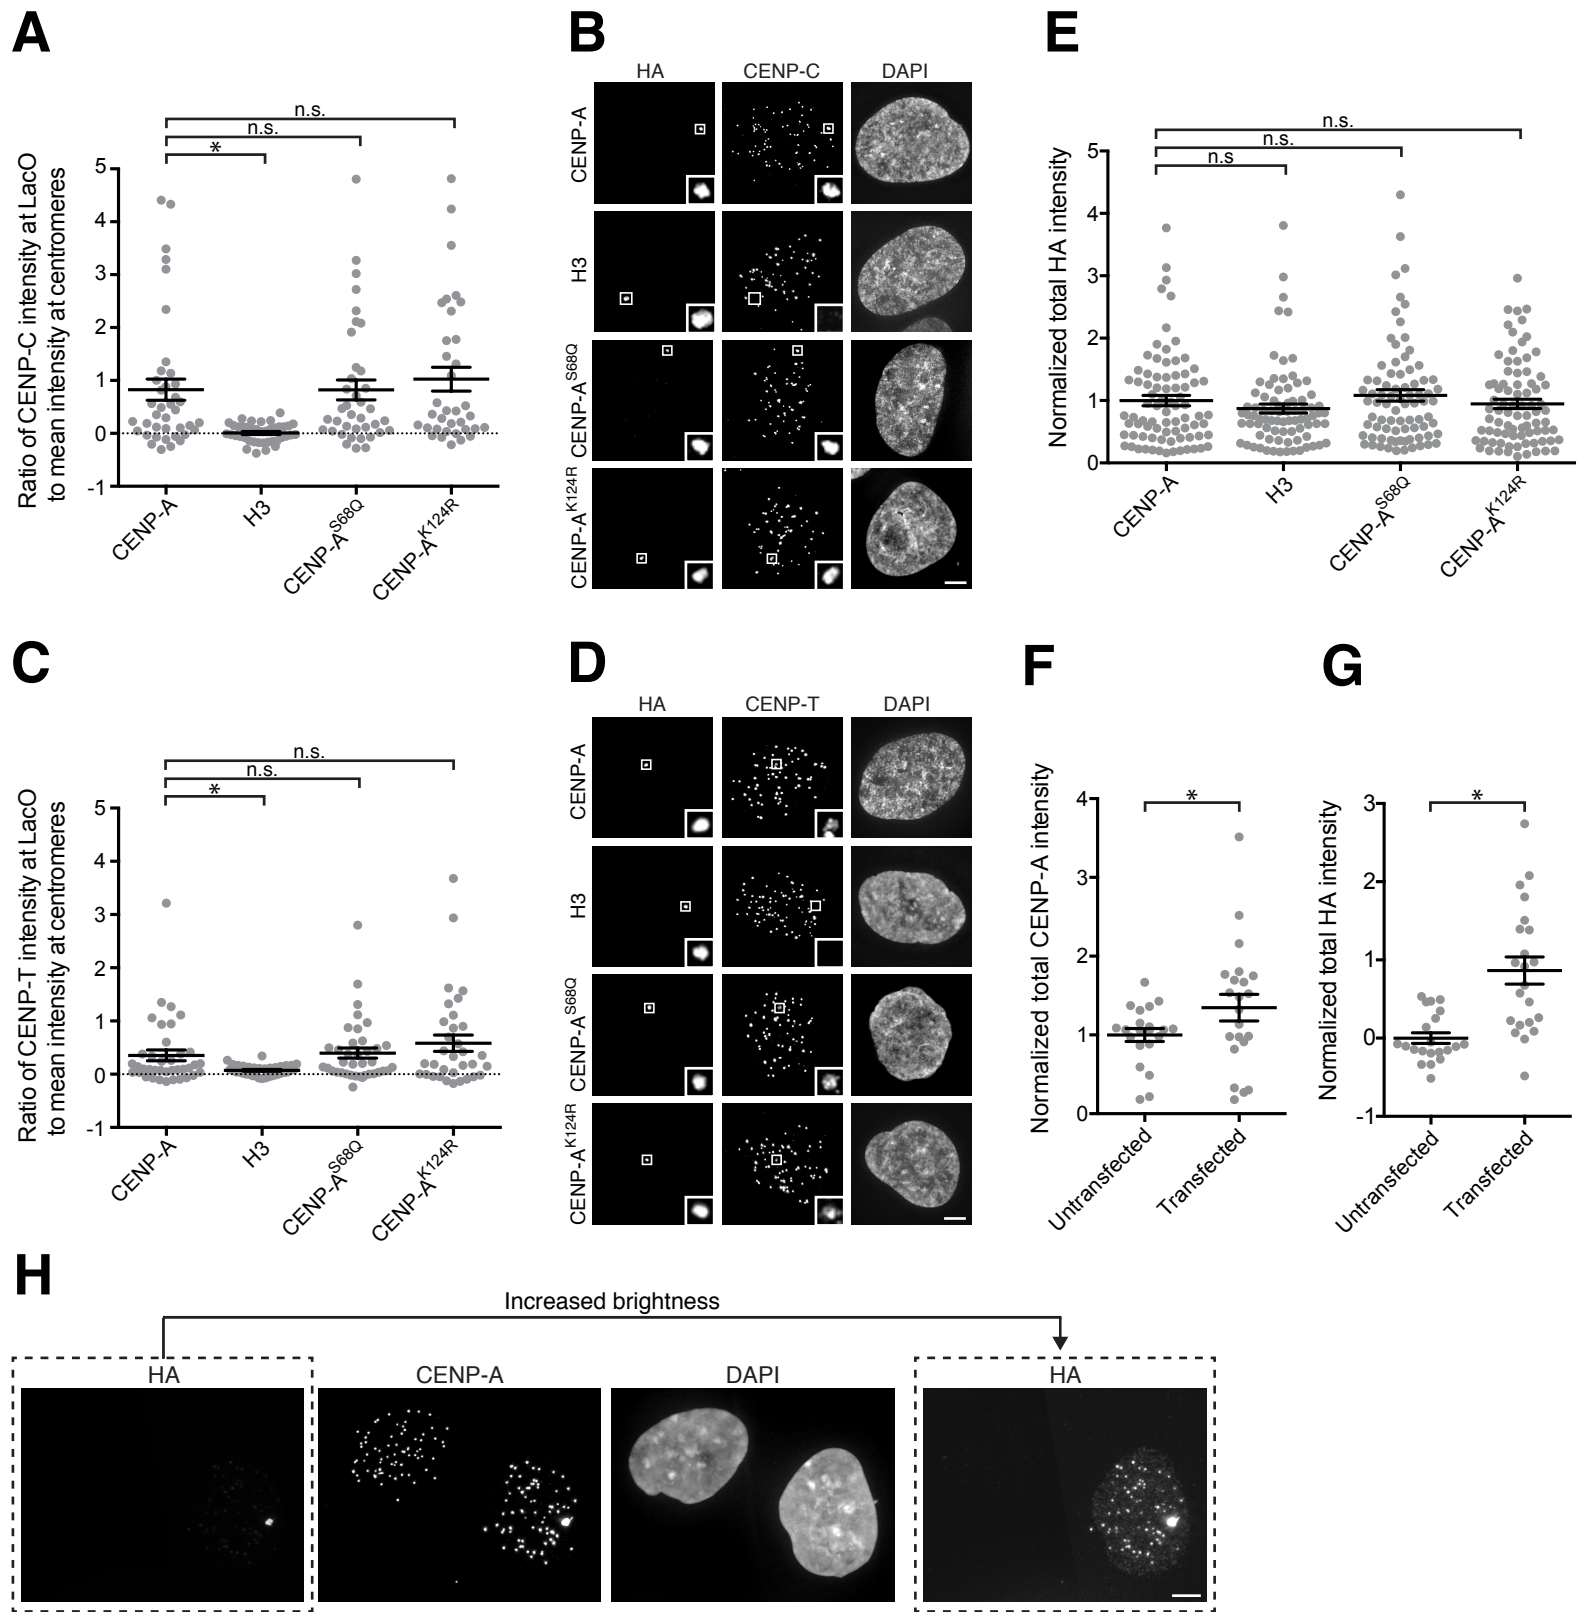 A
n.s.
n.s.
*
Ratio of CENP-C intensity at LacO
to mean intensity at centromeres
5
4
3
2
1
0
-1
CENP-A
H3
CENP-A^S68Q
CENP-A^K124R
B
HA CENP-C DAPI
CENP-A
H3
CENP-A^S68Q
CENP-A^K124R
E
n.s.
n.s.
n.s
Normalized total HA intensity
5
4
3
2
1
0
CENP-A
H3
CENP-A^S68Q
CENP-A^K124R
C
n.s.
n.s.
*
Ratio of CENP-T intensity at LacO
to mean intensity at centromeres
5
4
3
2
1
0
-1
CENP-A
H3
CENP-A^S68Q
CENP-A^K124R
D
HA CENP-T DAPI
CENP-A
H3
CENP-A^S68Q
CENP-A^K124R
F
*
Normalized total CENP-A intensity
4
3
2
1
0
Untransfected
Transfected
G
*
Normalized total HA intensity
3
2
1
0
-1
Untransfected
Transfected
H
Increased brightness
HA CENP-A DAPI HA